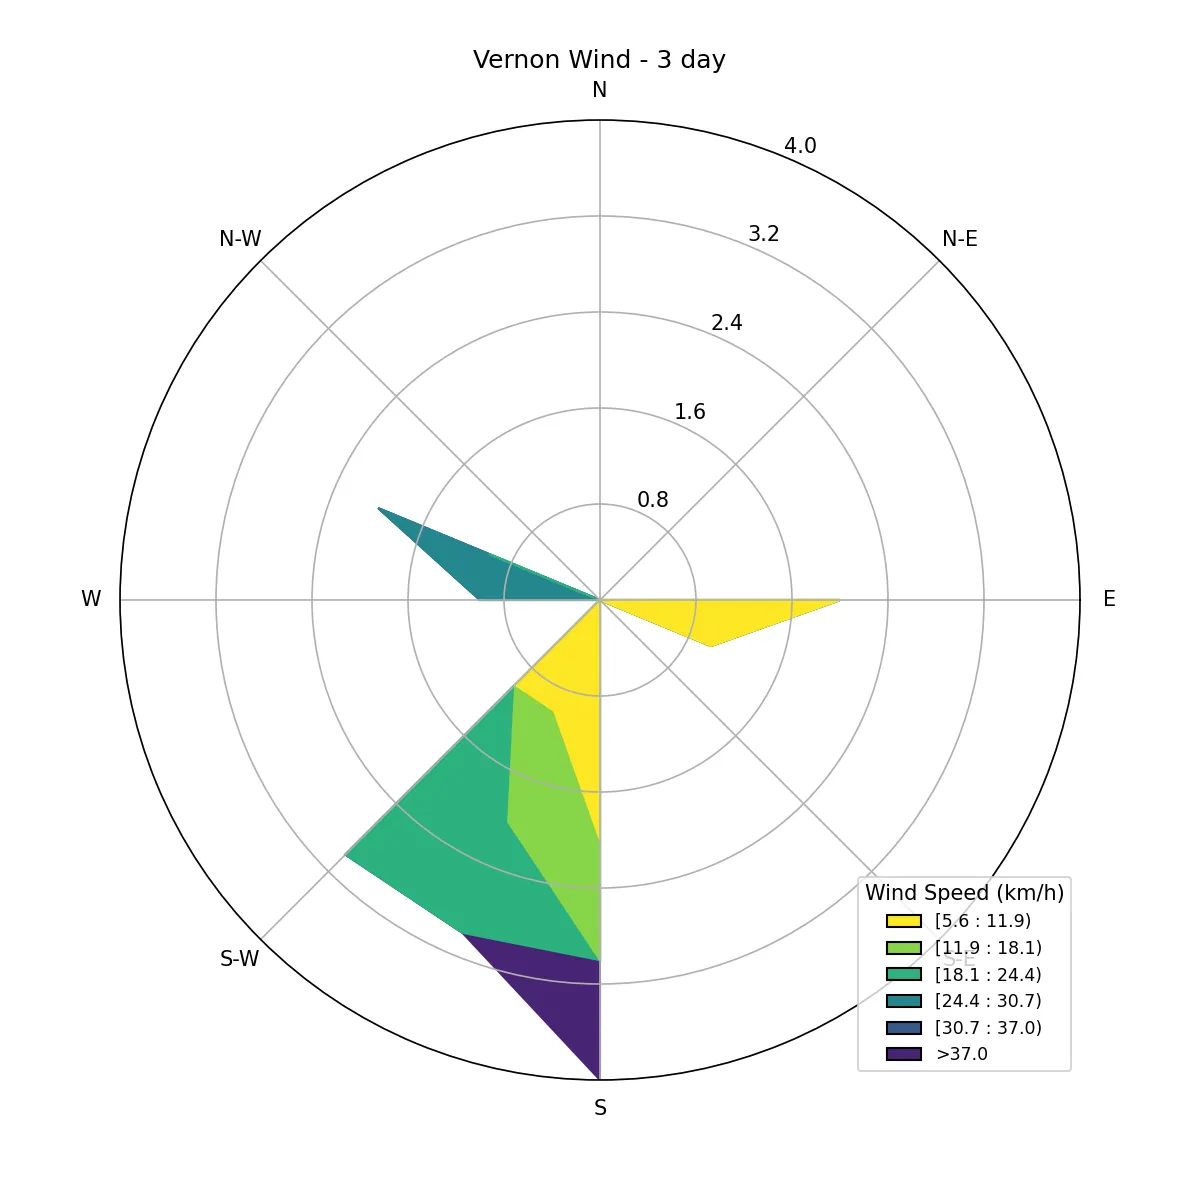 Vernon Wind - 3 day
N
4.0
N-W
3.2
N-E
2.4
1.6
0.8
W
E
Wind Speed (km/h)
[5.6 : 11.9)
[11.9 : 18.1)
S-W
S-E
[18.1 : 24.4)
[24.4 : 30.7)
[30.7 : 37.0)
>37.0
S